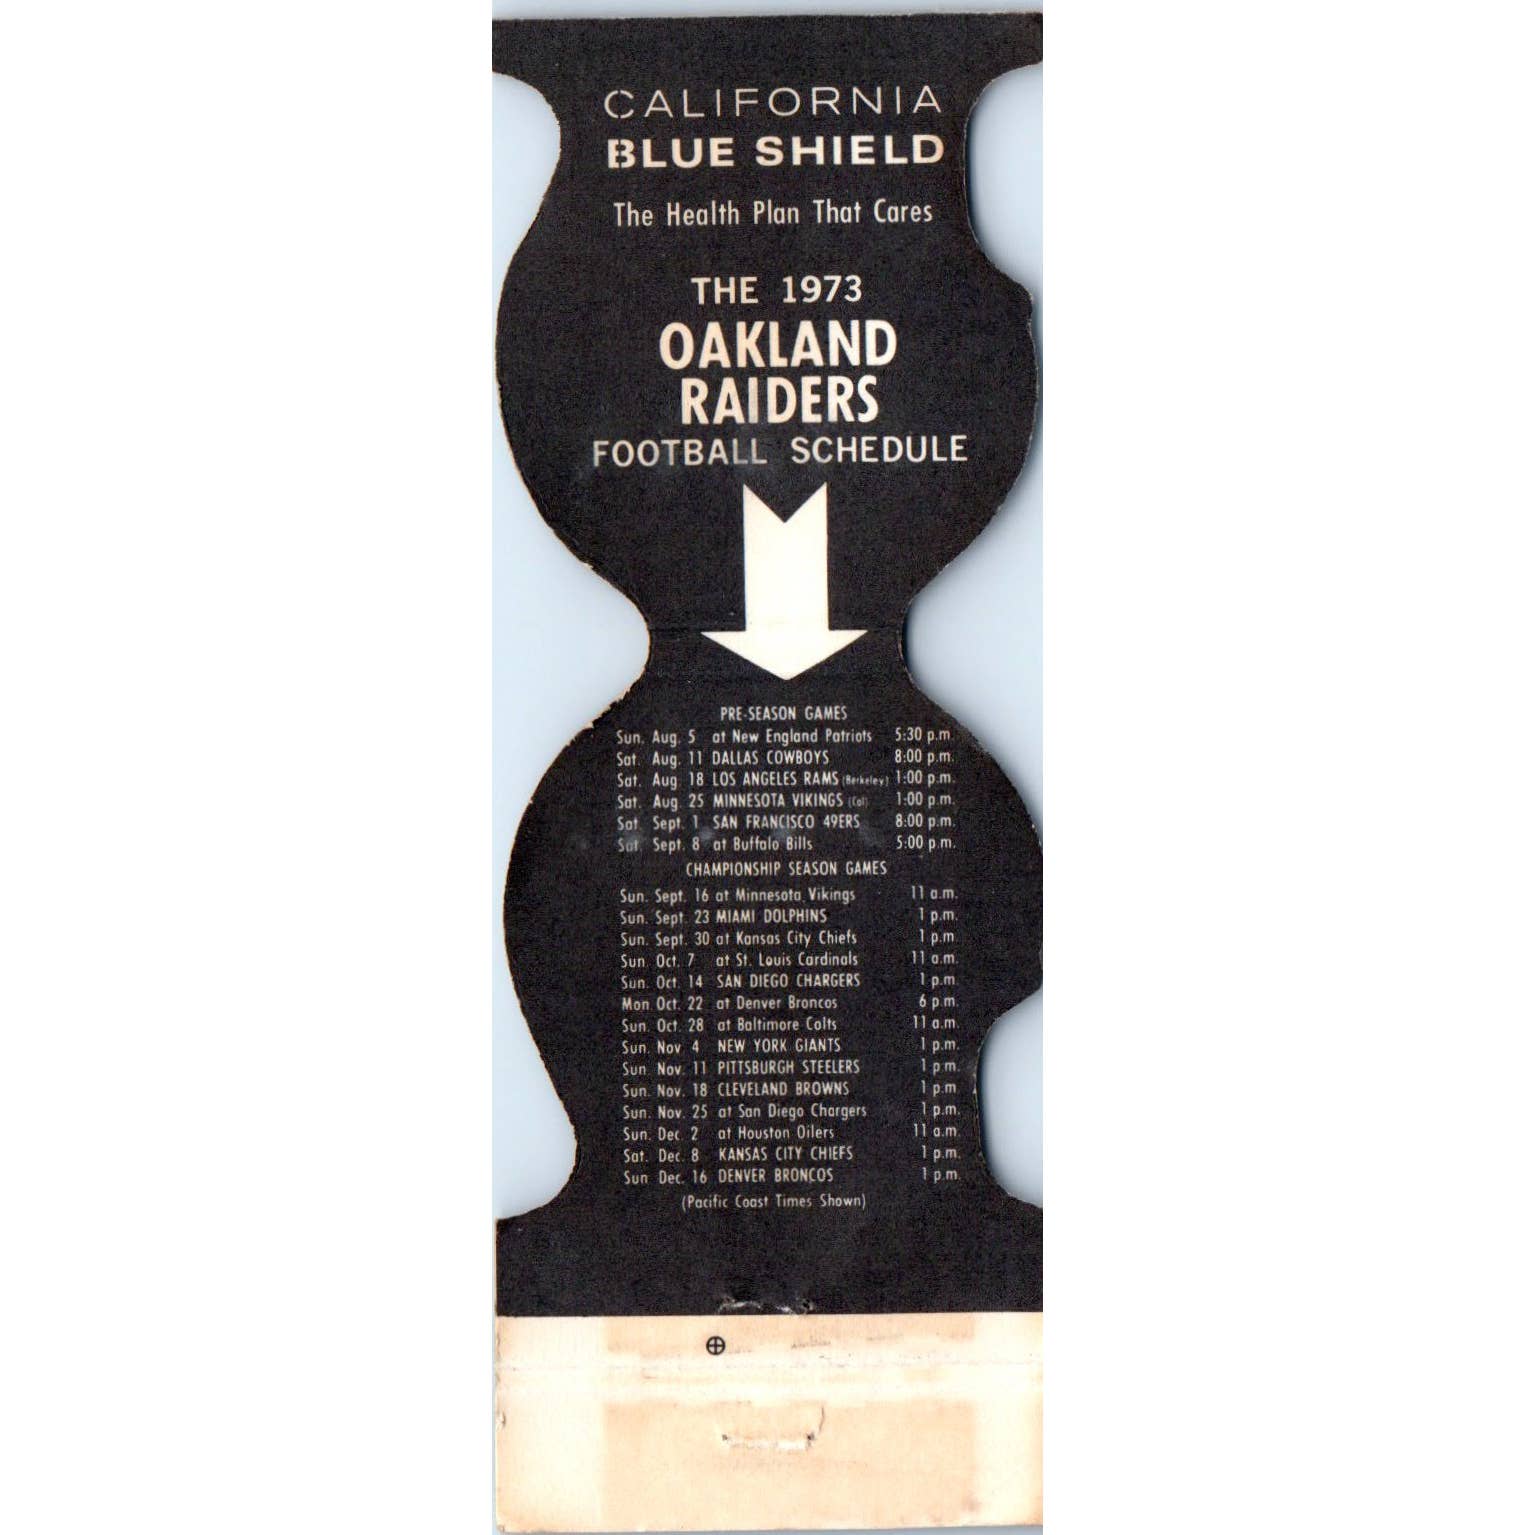 CALIFORNIA
BLUE SHIELD
The Health Plan That Cares
THE 1973
OAKLAND
RAIDERS
FOOTBALL SCHEDULE
PRE-SEASON GAMES
Sun. Aug. 5 at New England Patriots 5:30 p.m.
Sat. Aug. 11 DALLAS COWBOYS 8:00 p.m.
Sat. Aug. 18 LOS ANGELES RAMS (Berkeley) 1:00 p.m.
Sat. Aug. 25 MINNESOTA VIKINGS (Cal) 1:00 p.m.
Sat. Sept. 1 SAN FRANCISCO 49ERS 8:00 p.m.
Sat. Sept. 8 at Buffalo Bills 5:00 p.m.
CHAMPIONSHIP SEASON GAMES
Sun. Sept. 16 at Minnesota Vikings 11 a.m.
Sun. Sept. 23 MIAMI DOLPHINS 1 p.m.
Sun. Sept. 30 at Kansas City Chiefs 1 p.m.
Sun. Oct. 7 at St. Louis Cardinals 11 a.m.
Sun. Oct. 14 SAN DIEGO CHARGERS 1 p.m.
Mon. Oct. 22 at Denver Broncos 6 p.m.
Sun. Oct. 28 at Baltimore Colts 11 a.m.
Sun. Nov. 4 NEW YORK GIANTS 1 p.m.
Sun. Nov. 11 PITTSBURGH STEELERS 1 p.m.
Sun. Nov. 18 CLEVELAND BROWNS 1 p.m.
Sun. Nov. 25 at San Diego Chargers 1 p.m.
Sun. Dec. 2 at Houston Oilers 11 a.m.
Sat. Dec. 8 KANSAS CITY CHIEFS 1 p.m.
Sun. Dec. 16 DENVER BRONCOS 1 p.m.
(Pacific Coast Times Shown)